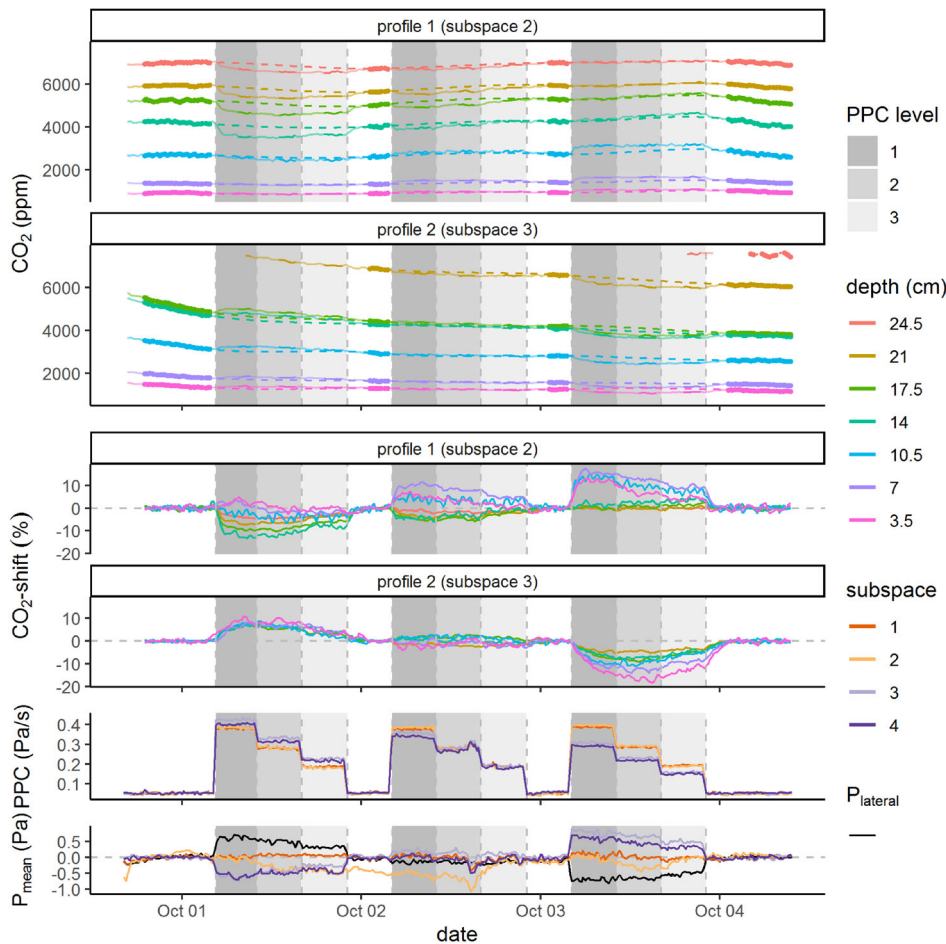 profile 1 (subspace 2)
6000
4000
2000
profile 2 (subspace 3)
6000
4000
2000
CO₂ (ppm)
profile 1 (subspace 2)
10
0
-10
-20
profile 2 (subspace 3)
10
0
-10
-20
CO₂-shift (%)
0.4
0.3
0.2
0.1
PPC (Pa/s)
0.5
0.0
-0.5
-1.0
Pmean (Pa)
Oct 01 Oct 02 Oct 03 Oct 04
date
PPC level
1
2
3
depth (cm)
24.5
21
17.5
14
10.5
7
3.5
subspace
1
2
3
4
Plateral